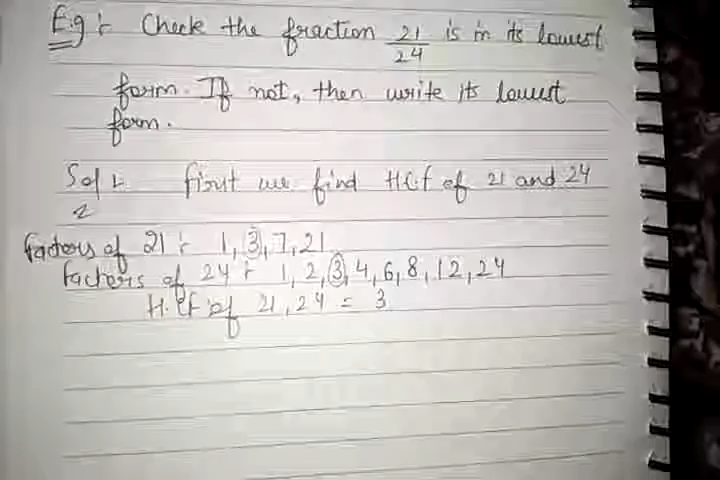 E.g :- Check the fraction 21/24 is in its lowest
form. If not, then write its lowest
form.
Sol :- first we find H.C.f of 21 and 24
factors of 21 :- 1, 3, 7, 21
factors of 24 :- 1, 2, 3, 4, 6, 8, 12, 24
H.Cf of 21, 24 = 3